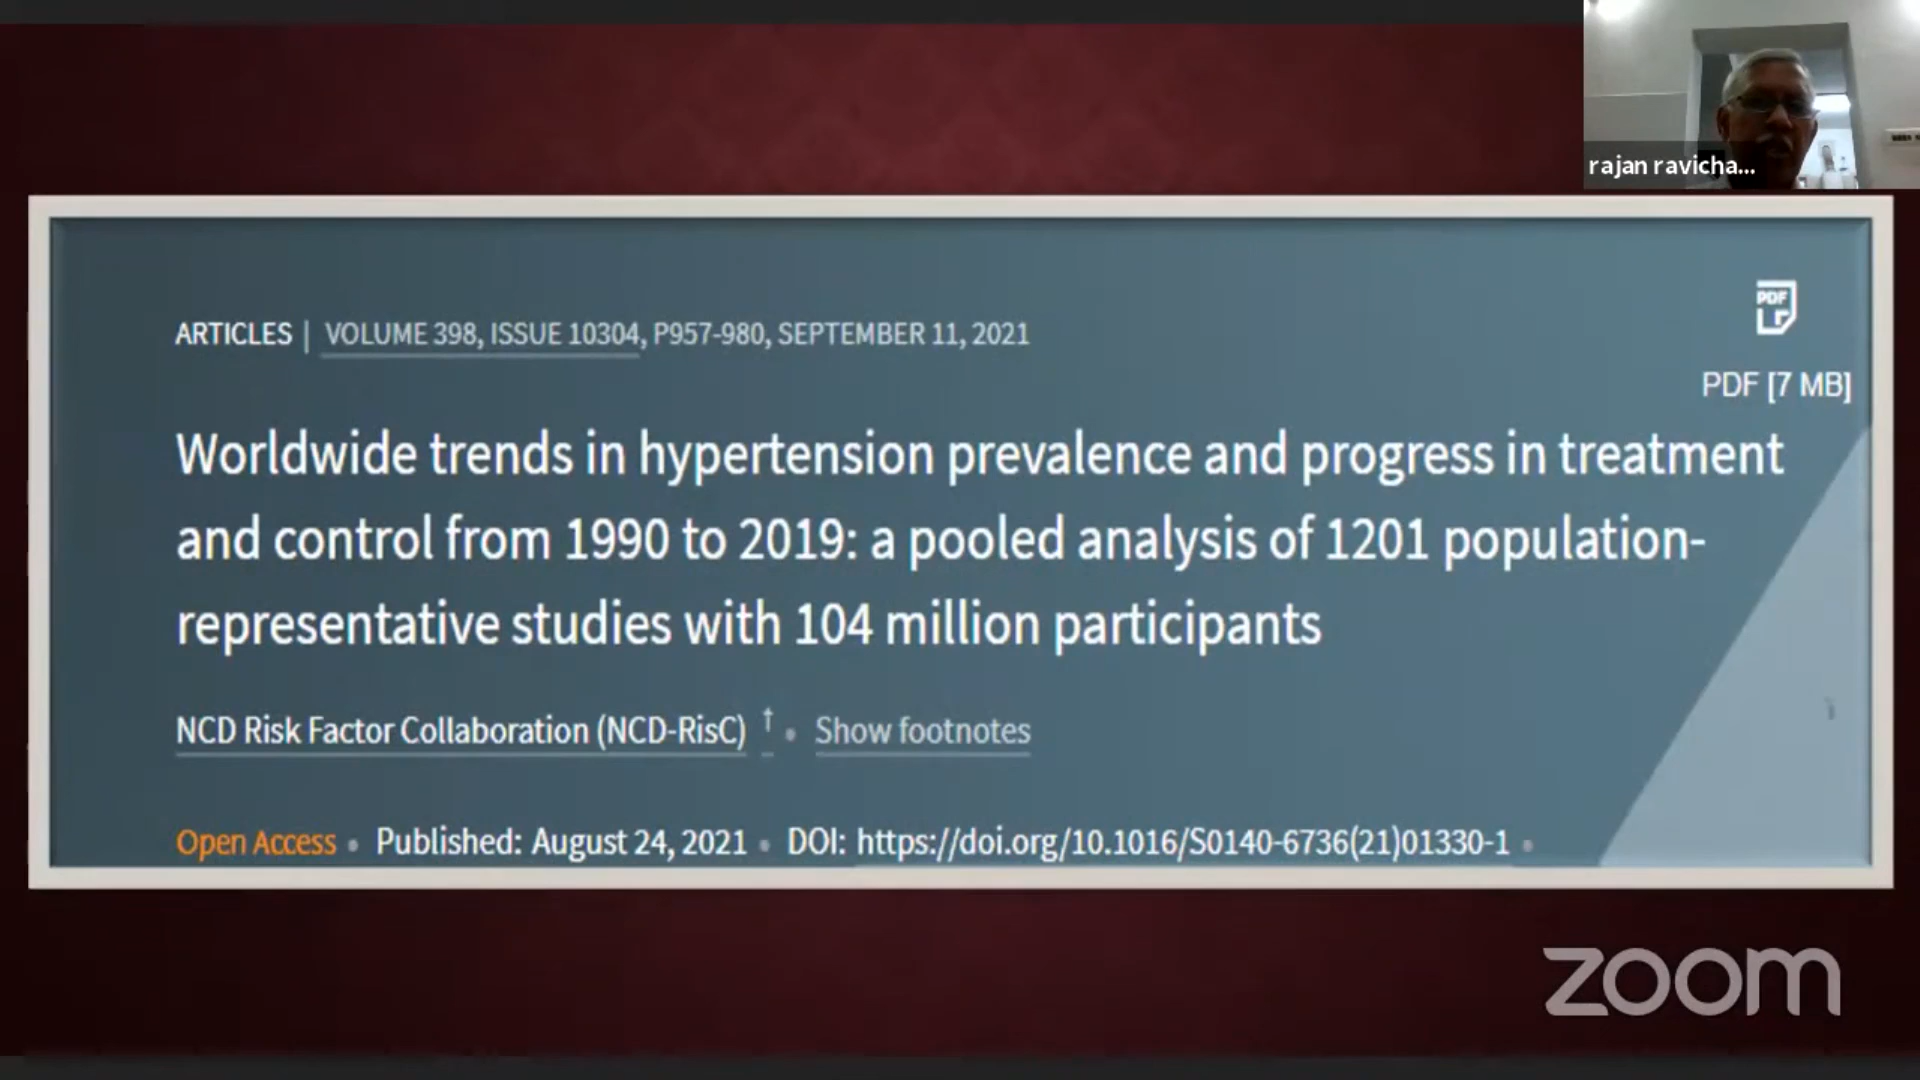 rajan ravicha...
PDF
PDF [7 MB]
ARTICLES | VOLUME 398, ISSUE 10304, P957-980, SEPTEMBER 11, 2021
Worldwide trends in hypertension prevalence and progress in treatment
and control from 1990 to 2019: a pooled analysis of 1201 population-
representative studies with 104 million participants
NCD Risk Factor Collaboration (NCD-RisC) † • Show footnotes
Open Access • Published: August 24, 2021 • DOI: https://doi.org/10.1016/S0140-6736(21)01330-1 •
zoom